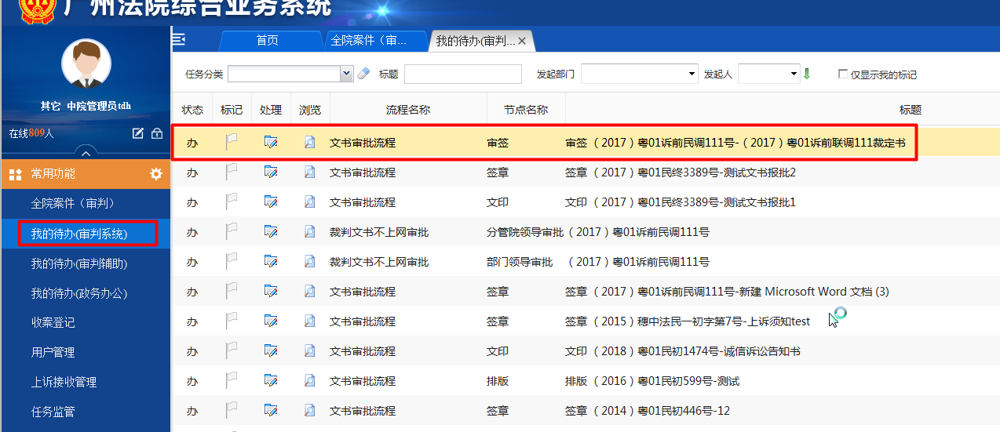 广州法院综合业务系统
首页
全院案件（审...
我的待办(审判...
任务分类
标题
发起部门
发起人
仅显示我的标记
其它 中院管理员tdh
在线809人
常用功能
全院案件（审判）
我的待办(审判系统)
我的待办(审判辅助)
我的待办(政务办公)
收案登记
用户管理
上诉接收管理
任务监管
状态 标记 处理 浏览 流程名称 节点名称 标题
办 文书审批流程 审签 审签（2017）粤01诉前民调111号-（2017）粤01诉前联调111裁定书
办 文书审批流程 签章 签章（2017）粤01民终3389号-测试文书报批2
办 文书审批流程 文印 文印（2017）粤01民终3389号-测试文书报批1
办 裁判文书不上网审批 分管院领导审批（2017）粤01诉前民调111号
办 裁判文书不上网审批 部门领导审批 （2017）粤01诉前民调111号
办 文书审批流程 签章 签章（2017）粤01诉前民调111号-新建 Microsoft Word 文档 (3)
办 文书审批流程 签章 签章（2015）穗中法民一初字第7号-上诉须知test
办 文书审批流程 文印 文印（2018）粤01民初1474号-诚信诉讼告知书
办 文书审批流程 排版 排版（2016）粤01民初599号-测试
办 文书审批流程 签章 签章（2014）粤01民初446号-12